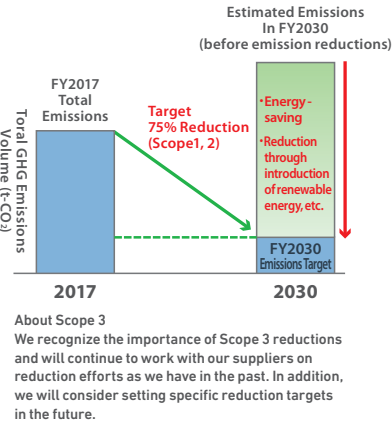 Estimated Emissions
In FY2030
(before emission reductions)
FY2017
Total
Emissions
Target
75% Reduction
(Scope1, 2)
・Energy-
saving
・Reduction
through
introduction
of renewable
energy, etc.
Toral GHG Emissions
Volume (t-CO₂)
FY2030
Emissions Target
2017
2030
About Scope 3
We recognize the importance of Scope 3 reductions
and will continue to work with our suppliers on
reduction efforts as we have in the past. In addition,
we will consider setting specific reduction targets
in the future.